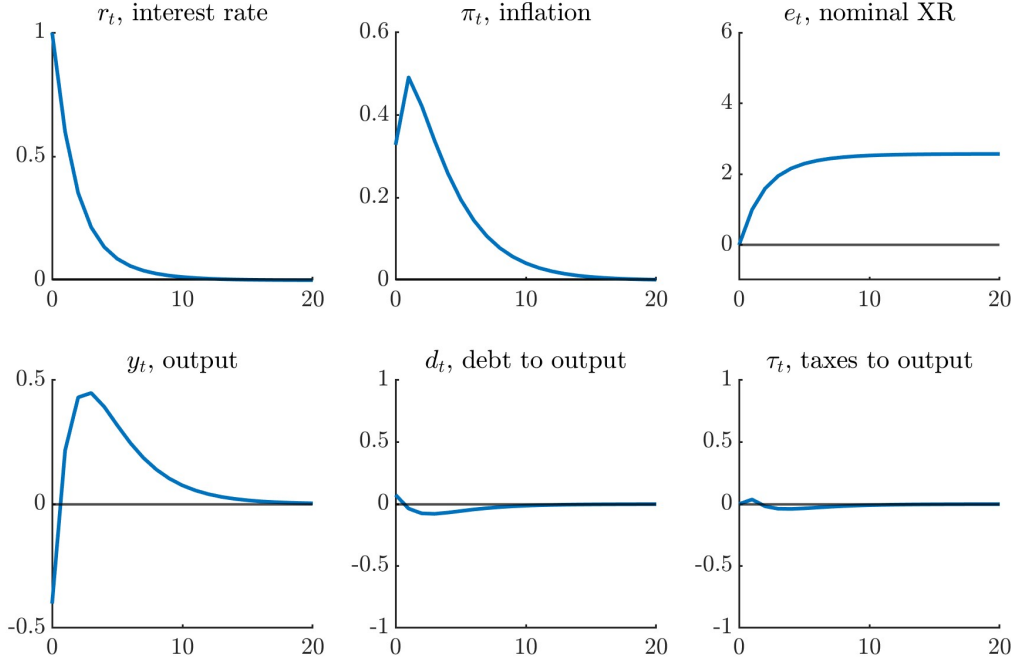 r_t, interest rate
1
0.5
0
0 10 20
π_t, inflation
0.6
0.4
0.2
0
0 10 20
e_t, nominal XR
6
4
2
0
0 10 20
y_t, output
0.5
0
-0.5
0 10 20
d_t, debt to output
1
0.5
0
-0.5
-1
0 10 20
τ_t, taxes to output
1
0.5
0
-0.5
-1
0 10 20